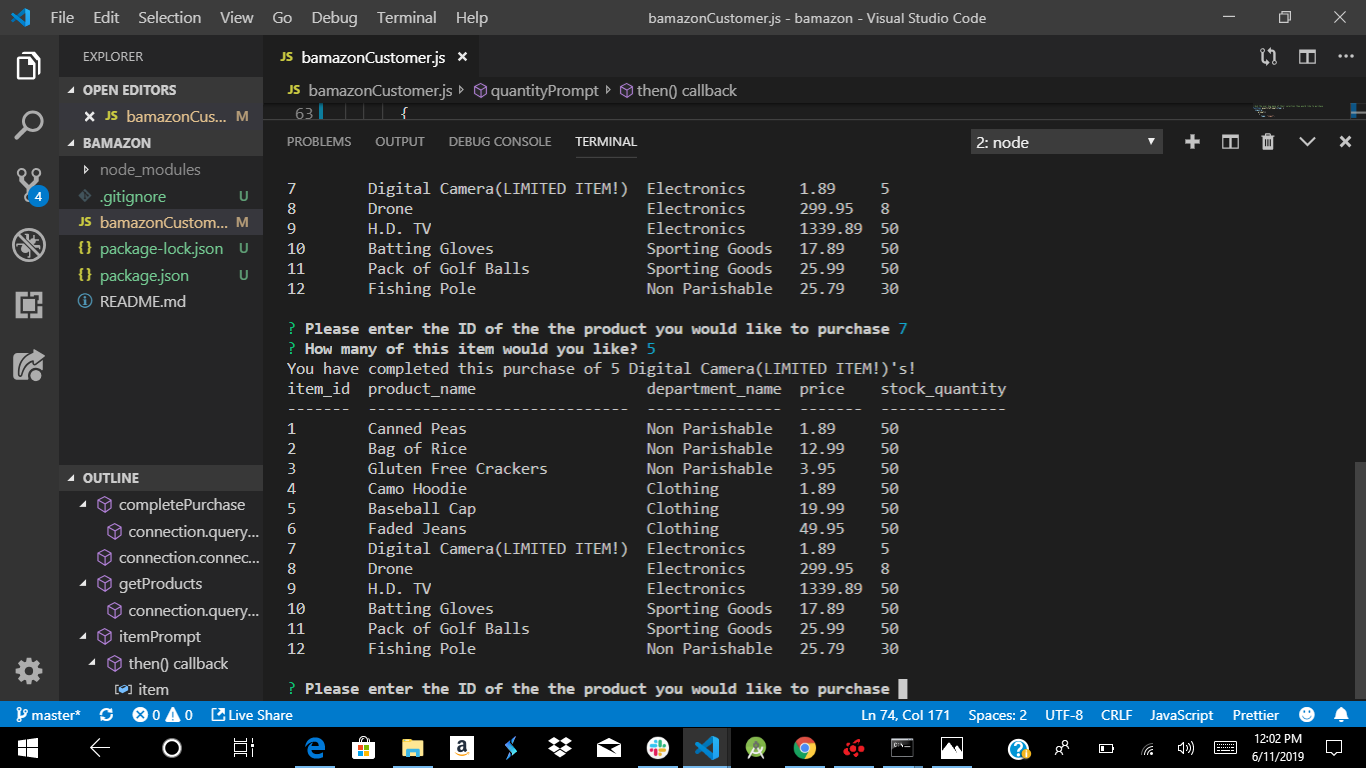 File Edit Selection View Go Debug Terminal Help
bamazonCustomer.js - bamazon - Visual Studio Code
EXPLORER
OPEN EDITORS
JS bamazonCus... M
BAMAZON
node_modules
.gitignore U
JS bamazonCustom... M
{} package-lock.json U
{} package.json U
README.md
4
OUTLINE
completePurchase
connection.query...
connection.connec...
getProducts
connection.query...
itemPrompt
then() callback
item
JS bamazonCustomer.js
JS bamazonCustomer.js quantityPrompt then() callback
63 {
PROBLEMS OUTPUT DEBUG CONSOLE TERMINAL
2: node
7 Digital Camera(LIMITED ITEM!) Electronics 1.89 5
8 Drone Electronics 299.95 8
9 H.D. TV Electronics 1339.89 50
10 Batting Gloves Sporting Goods 17.89 50
11 Pack of Golf Balls Sporting Goods 25.99 50
12 Fishing Pole Non Parishable 25.79 30
? Please enter the ID of the the product you would like to purchase 7
? How many of this item would you like? 5
You have completed this purchase of 5 Digital Camera(LIMITED ITEM!)'s!
item_id product_name department_name price stock_quantity
------- ----------------------------- --------------- ------- --------------
1 Canned Peas Non Parishable 1.89 50
2 Bag of Rice Non Parishable 12.99 50
3 Gluten Free Crackers Non Parishable 3.95 50
4 Camo Hoodie Clothing 1.89 50
5 Baseball Cap Clothing 19.99 50
6 Faded Jeans Clothing 49.95 50
7 Digital Camera(LIMITED ITEM!) Electronics 1.89 5
8 Drone Electronics 299.95 8
9 H.D. TV Electronics 1339.89 50
10 Batting Gloves Sporting Goods 17.89 50
11 Pack of Golf Balls Sporting Goods 25.99 50
12 Fishing Pole Non Parishable 25.79 30
? Please enter the ID of the the product you would like to purchase
master* 0 0 Live Share
Ln 74, Col 171 Spaces: 2 UTF-8 CRLF JavaScript Prettier
12:02 PM
6/11/2019